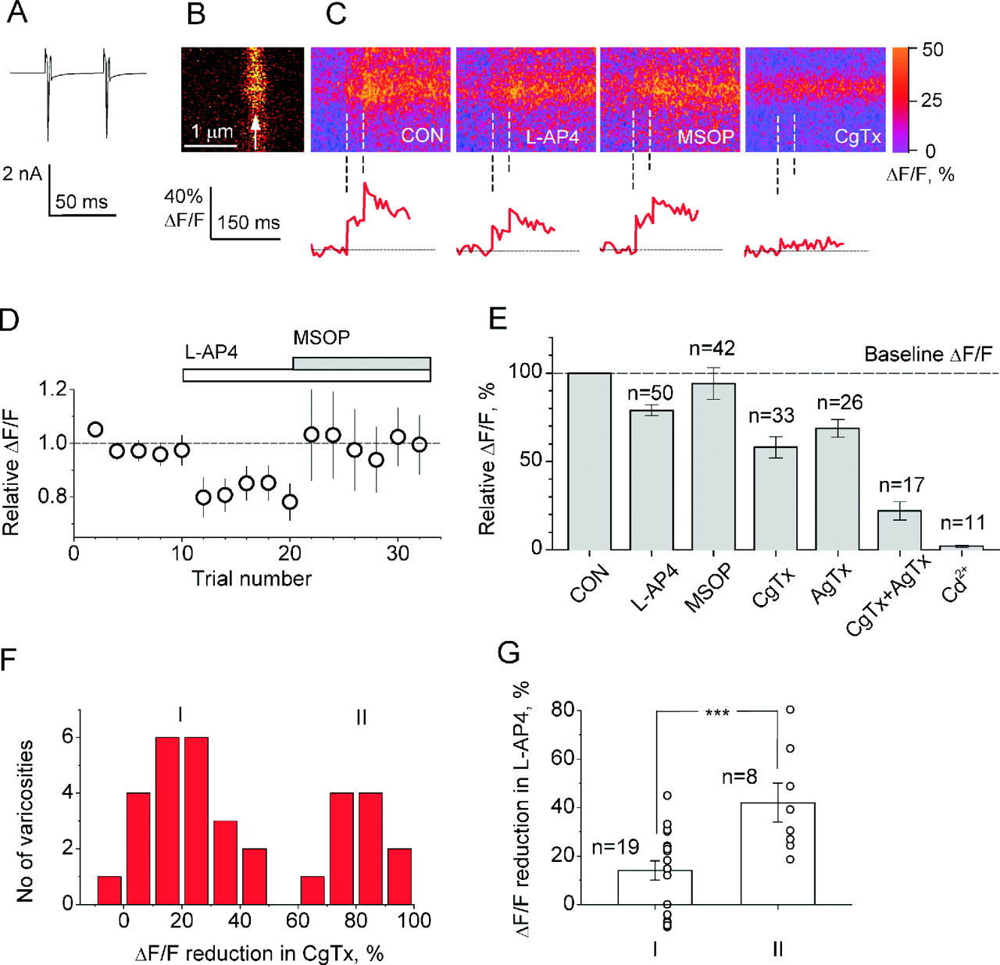 A
B
C
2 nA
50 ms
1 μm
40%
ΔF/F
150 ms
CON
L-AP4
MSOP
CgTx
50
25
0
ΔF/F, %
D
L-AP4
MSOP
Relative ΔF/F
1.2
1.0
0.8
0
10
20
30
Trial number
E
Relative ΔF/F, %
100
50
0
Baseline ΔF/F
n=50
n=42
n=33
n=26
n=17
n=11
CON
L-AP4
MSOP
CgTx
AgTx
CgTx+AgTx
Cd2+
F
No of varicosities
6
4
2
0
I
II
0
20
40
60
80
100
ΔF/F reduction in CgTx, %
G
ΔF/F reduction in L-AP4, %
80
60
40
20
0
***
n=19
n=8
I
II